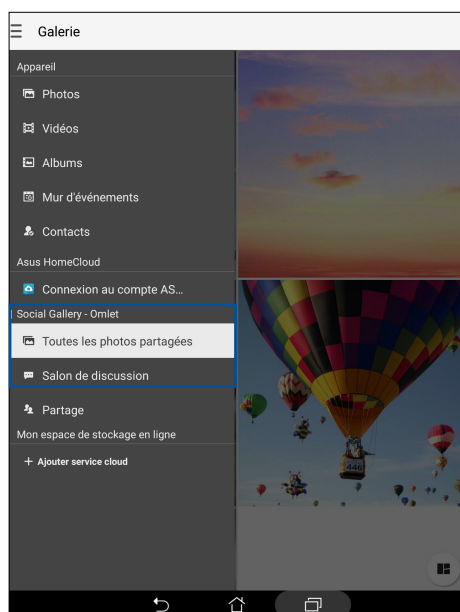 Galerie
Appareil
Photos
Vidéos
Albums
Mur d'événements
Contacts
Asus HomeCloud
Connexion au compte AS...
Social Gallery - Omlet
Toutes les photos partagées
Salon de discussion
Partage
Mon espace de stockage en ligne
+ Ajouter service cloud
446